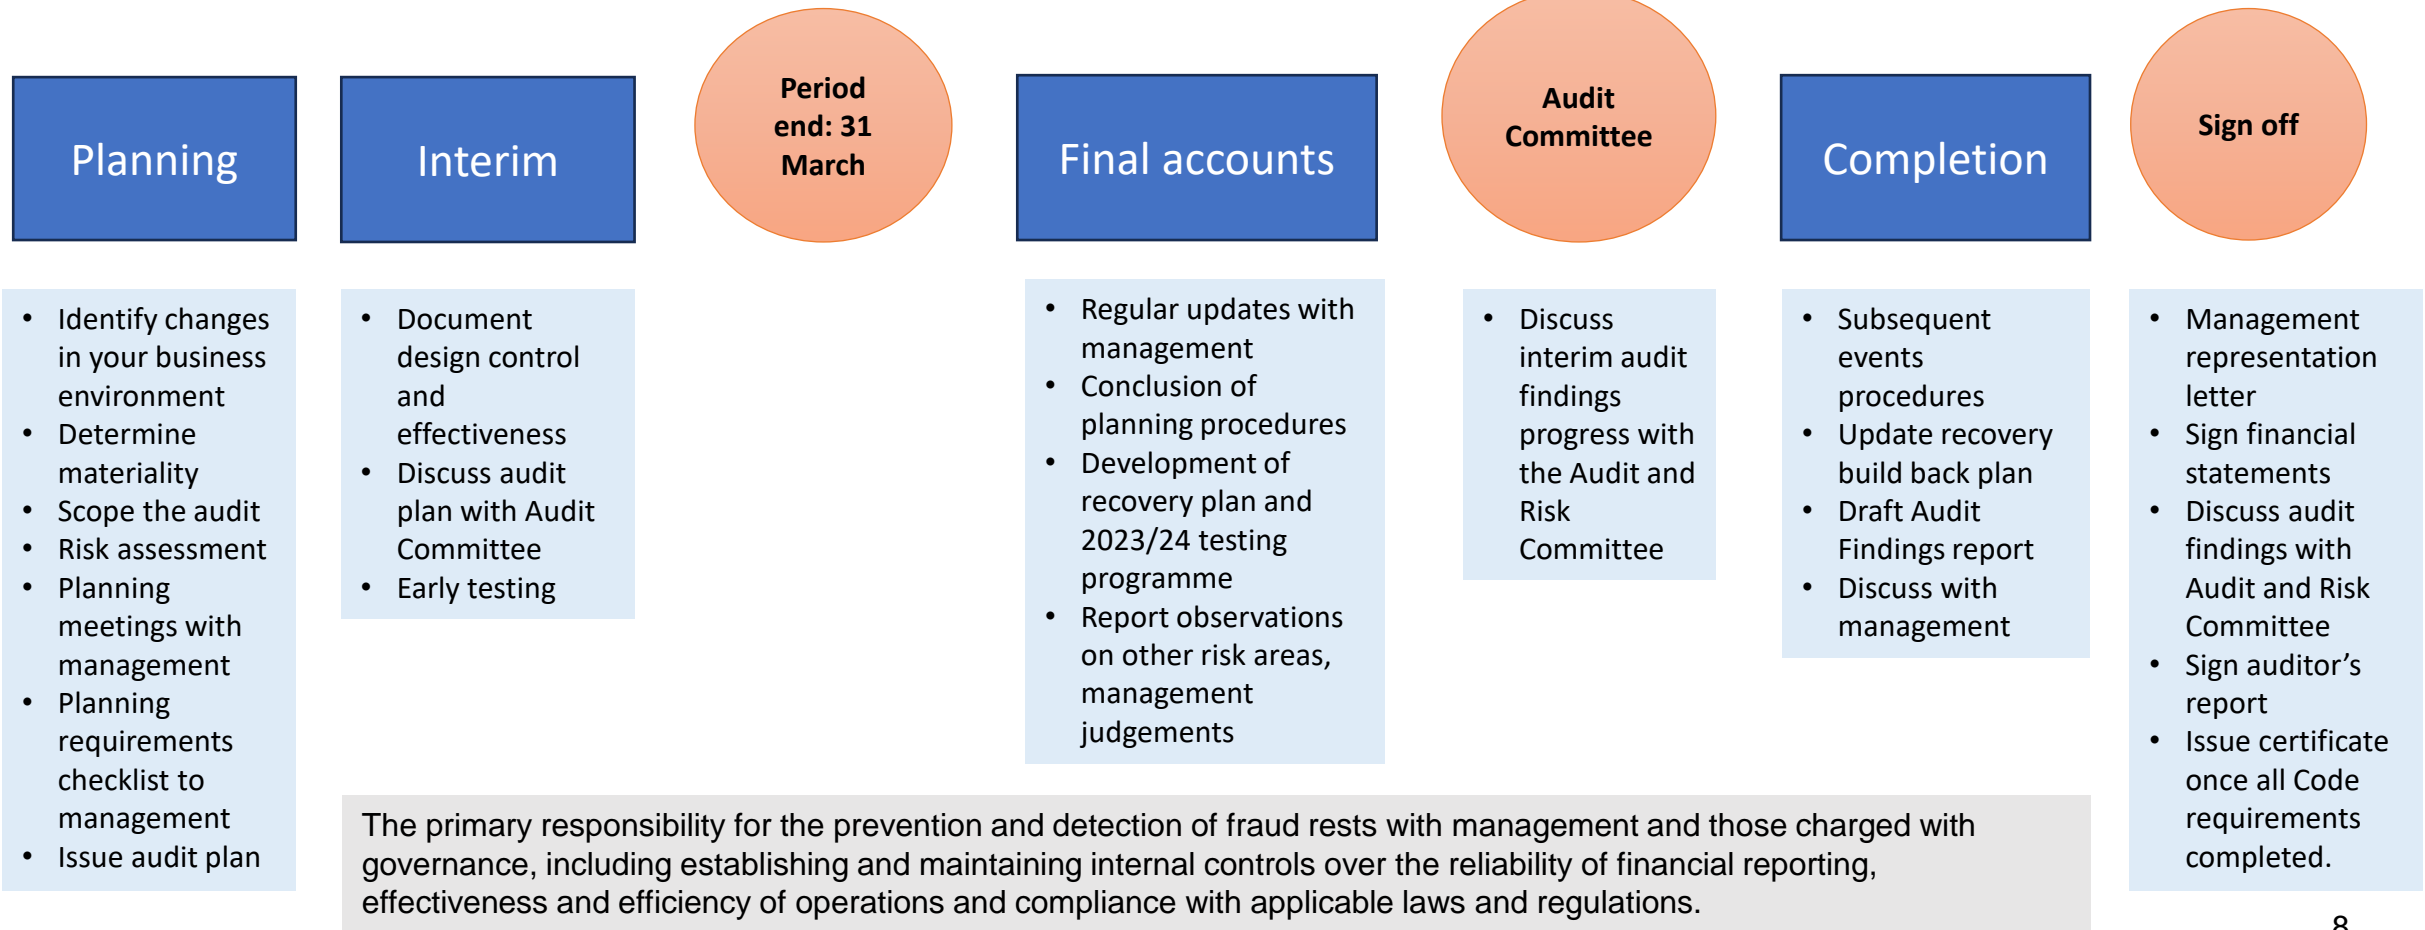 Planning
Interim
Period
end: 31
March
Final accounts
Audit
Committee
Completion
Sign off
• Identify changes
in your business
environment
• Determine
materiality
• Scope the audit
• Risk assessment
• Planning
meetings with
management
• Planning
requirements
checklist to
management
• Issue audit plan
• Document
design control
and
effectiveness
• Discuss audit
plan with Audit
Committee
• Early testing
• Regular updates with
management
• Conclusion of
planning procedures
• Development of
recovery plan and
2023/24 testing
programme
• Report observations
on other risk areas,
management
judgements
• Discuss
interim audit
findings
progress with
the Audit and
Risk
Committee
• Subsequent
events
procedures
• Update recovery
build back plan
• Draft Audit
Findings report
• Discuss with
management
• Management
representation
letter
• Sign financial
statements
• Discuss audit
findings with
Audit and Risk
Committee
• Sign auditor’s
report
• Issue certificate
once all Code
requirements
completed.
The primary responsibility for the prevention and detection of fraud rests with management and those charged with
governance, including establishing and maintaining internal controls over the reliability of financial reporting,
effectiveness and efficiency of operations and compliance with applicable laws and regulations.
8